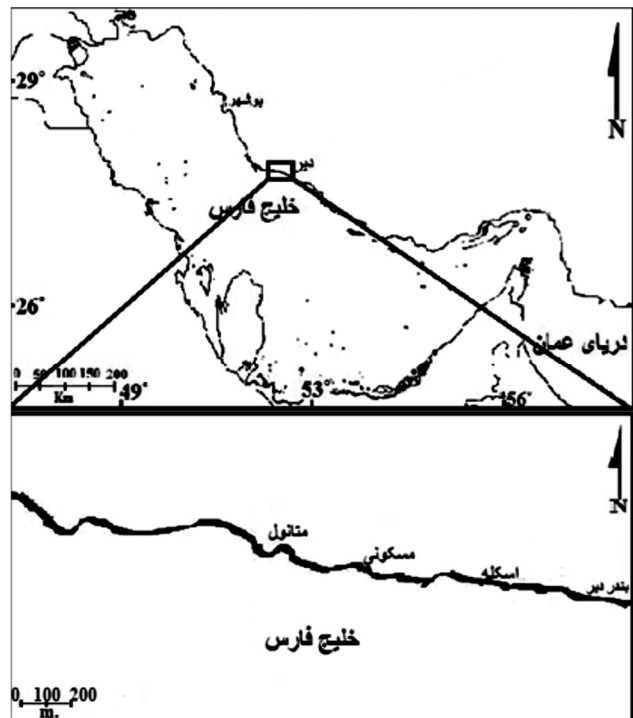 29°
بوشهر
N
دیر
خلیج فارس
26°
دریای عمان
0 50 100 150 200
Km
49°
53°
56°
N
متانول
مسکونی
اسکله
بندر دیر
خلیج فارس
0 100 200
m.